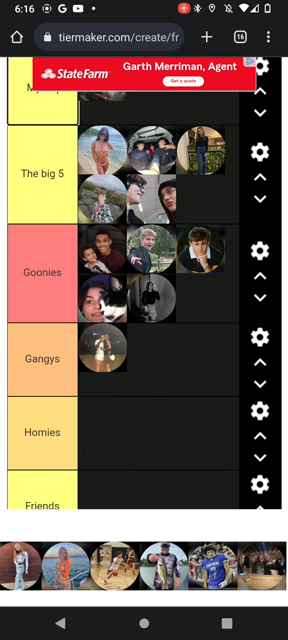 6:16
tiermaker.com/create/fr
16
StateFarm
Garth Merriman, Agent
Get a quote
The big 5
Goonies
Gangys
Homies
Friends